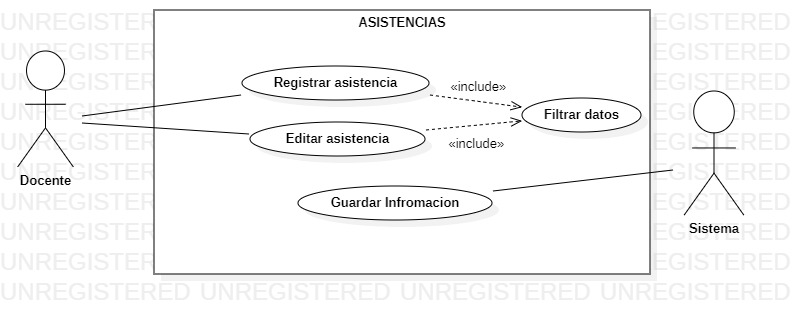 ASISTENCIAS
Registrar asistencia
«include»
Filtrar datos
Editar asistencia
«include»
Docente
Guardar Infromacion
Sistema
UNREGISTERED UNREGISTERED UNREGISTERED UNREGISTERED